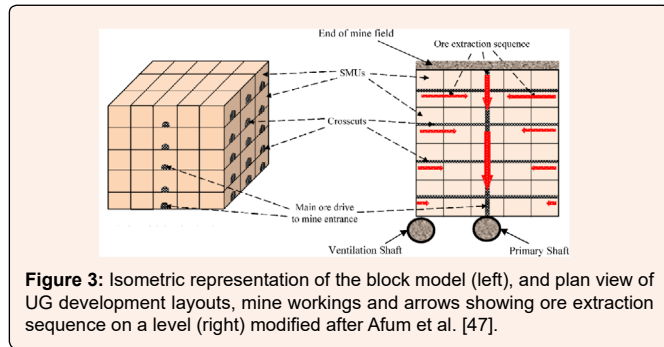 End of mine field
Ore extraction
sequence
SMUs
Crosscuts
Main ore drive
to mine entrance
Ventilation Shaft
Primary Shaft
Figure 3: Isometric representation of the block model (left), and plan view of
UG development layouts, mine workings and arrows showing ore extraction
sequence on a level (right) modified after Afum et al. [47].